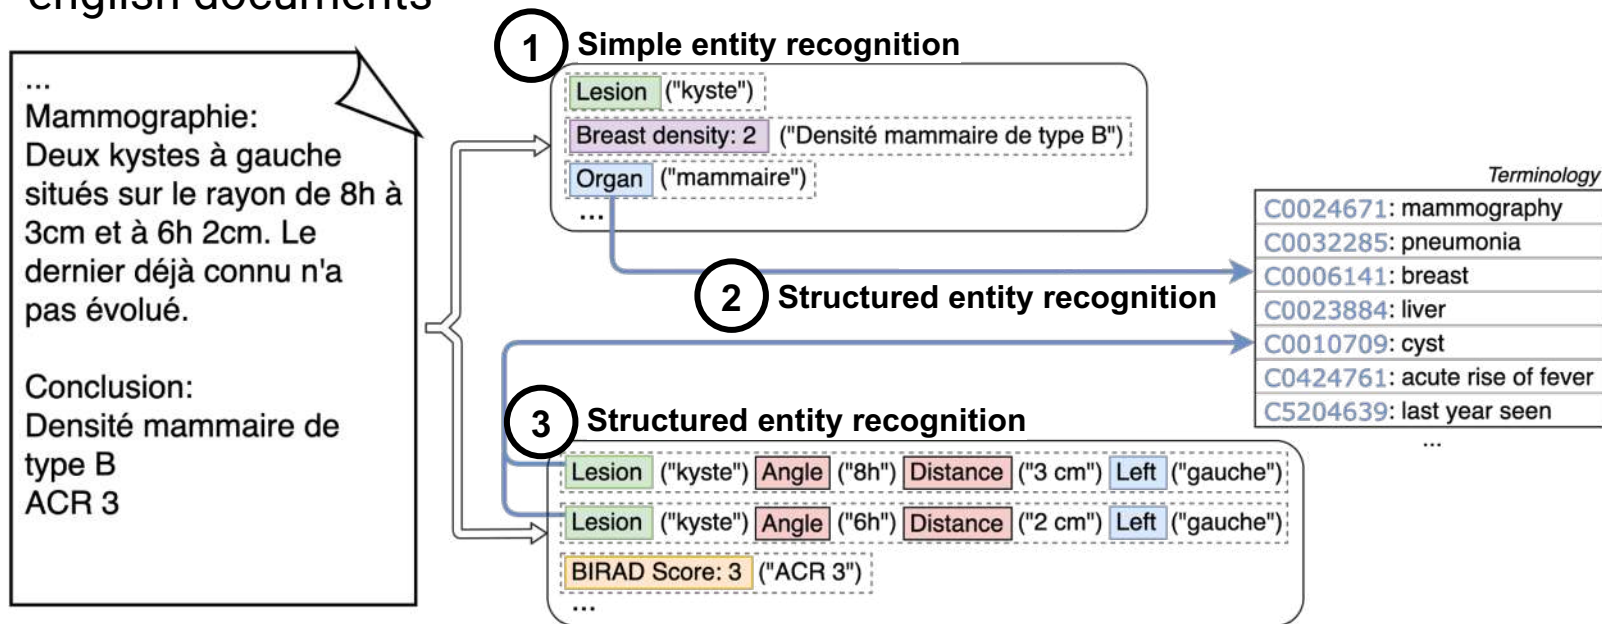 english documents
...
Mammographie:
Deux kystes à gauche
situés sur le rayon de 8h à
3cm et à 6h 2cm. Le
dernier déjà connu n'a
pas évolué.
Conclusion:
Densité mammaire de
type B
ACR 3
1 Simple entity recognition
Lesion ("kyste")
Breast density: 2 ("Densité mammaire de type B")
Organ ("mammaire")
...
2 Structured entity recognition
Terminology
C0024671: mammography
C0032285: pneumonia
C0006141: breast
C0023884: liver
C0010709: cyst
C0424761: acute rise of fever
C5204639: last year seen
...
3 Structured entity recognition
Lesion ("kyste") Angle ("8h") Distance ("3 cm") Left ("gauche")
Lesion ("kyste") Angle ("6h") Distance ("2 cm") Left ("gauche")
BIRAD Score: 3 ("ACR 3")
...